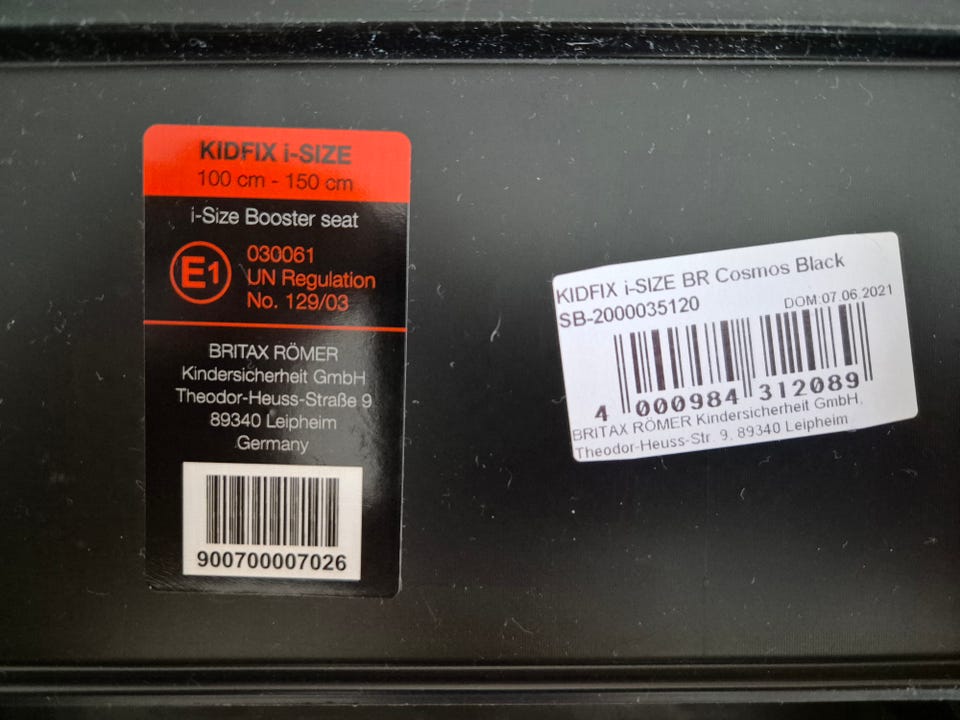 KIDFIX i-SIZE
100 cm - 150 cm
i-Size Booster seat
E1
030061
UN Regulation
No. 129/03
BRITAX RÖMER
Kindersicherheit GmbH
Theodor-Heuss-Straße 9
89340 Leipheim
Germany
900700007026
KIDFIX i-SIZE BR Cosmos Black
SB-2000035120
DOM:07.06.2021
4 000984 312089
BRITAX RÖMER Kindersicherheit GmbH,
Theodor-Heuss-Str. 9, 89340 Leipheim